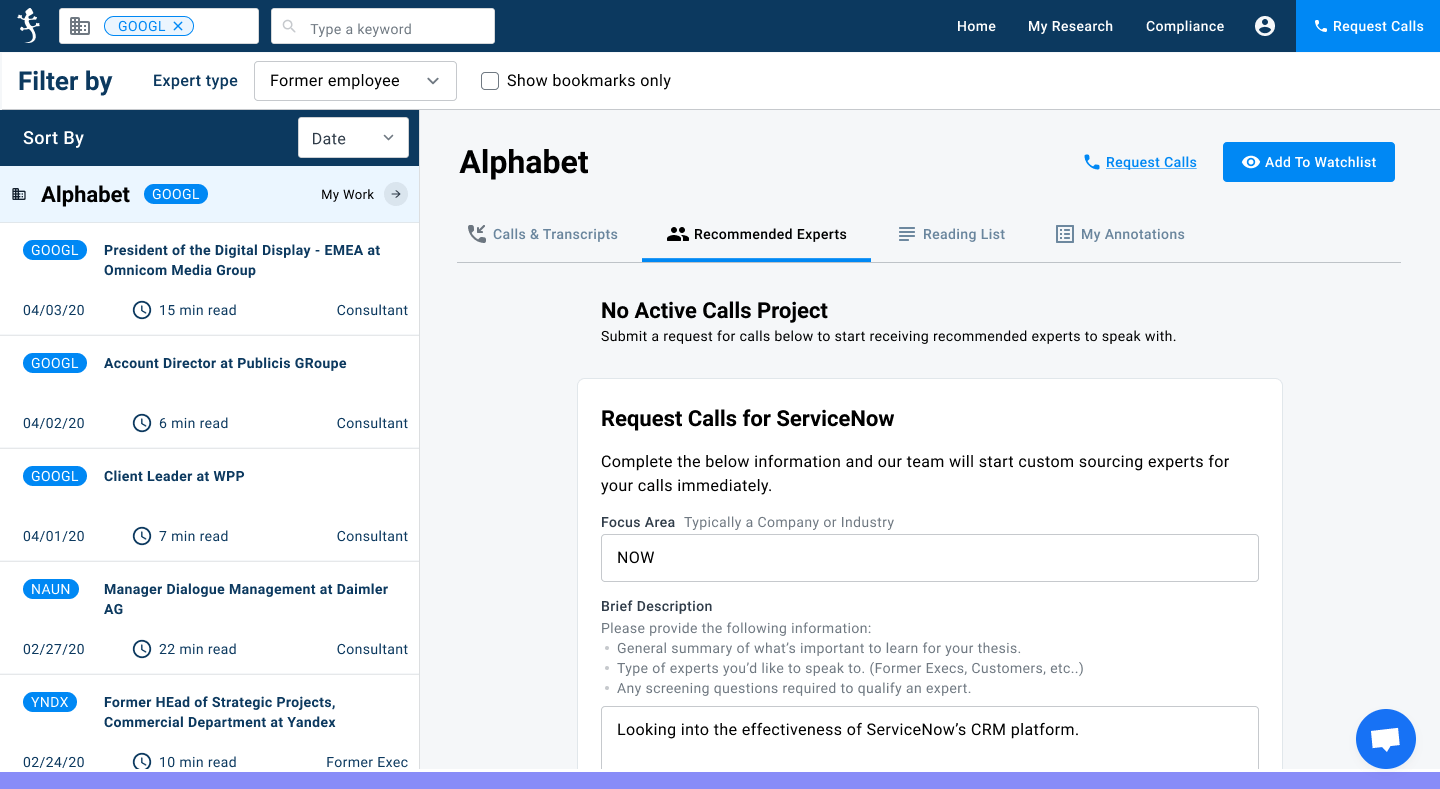 GOOGL
Type a keyword
Home
My Research
Compliance
Request Calls
Filter by
Expert type
Former employee
Show bookmarks only
Sort By
Date
Alphabet
GOOGL
My Work
GOOGL
President of the Digital Display - EMEA at
Omnicom Media Group
04/03/20
15 min read
Consultant
GOOGL
Account Director at Publicis GRoupe
04/02/20
6 min read
Consultant
GOOGL
Client Leader at WPP
04/01/20
7 min read
Consultant
NAUN
Manager Dialogue Management at Daimler
AG
02/27/20
22 min read
Consultant
YNDX
Former HEad of Strategic Projects,
Commercial Department at Yandex
02/24/20
10 min read
Former Exec
Alphabet
Request Calls
Add To Watchlist
Calls & Transcripts
Recommended Experts
Reading List
My Annotations
No Active Calls Project
Submit a request for calls below to start receiving recommended experts to speak with.
Request Calls for ServiceNow
Complete the below information and our team will start custom sourcing experts for
your calls immediately.
Focus Area Typically a Company or Industry
NOW
Brief Description
Please provide the following information:
• General summary of what's important to learn for your thesis.
• Type of experts you'd like to speak to. (Former Execs, Customers, etc..)
• Any screening questions required to qualify an expert.
Looking into the effectiveness of ServiceNow's CRM platform.